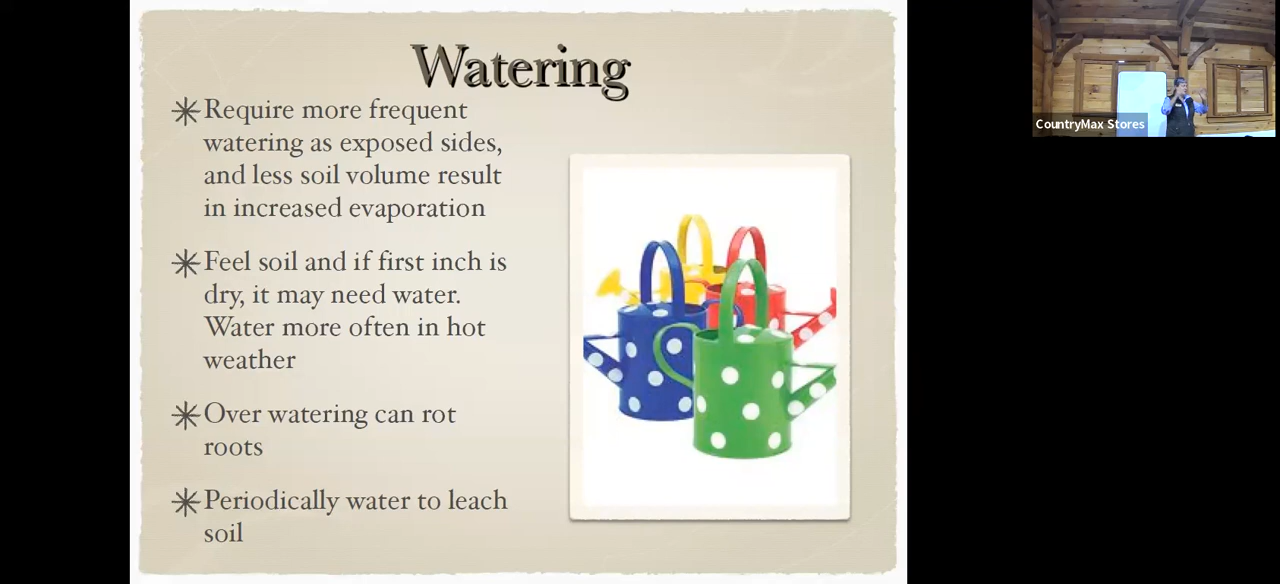 Watering
Require more frequent
watering as exposed sides,
and less soil volume result
in increased evaporation
Feel soil and if first inch is
dry, it may need water.
Water more often in hot
weather
Over watering can rot
roots
Periodically water to leach
soil
CountryMax Stores